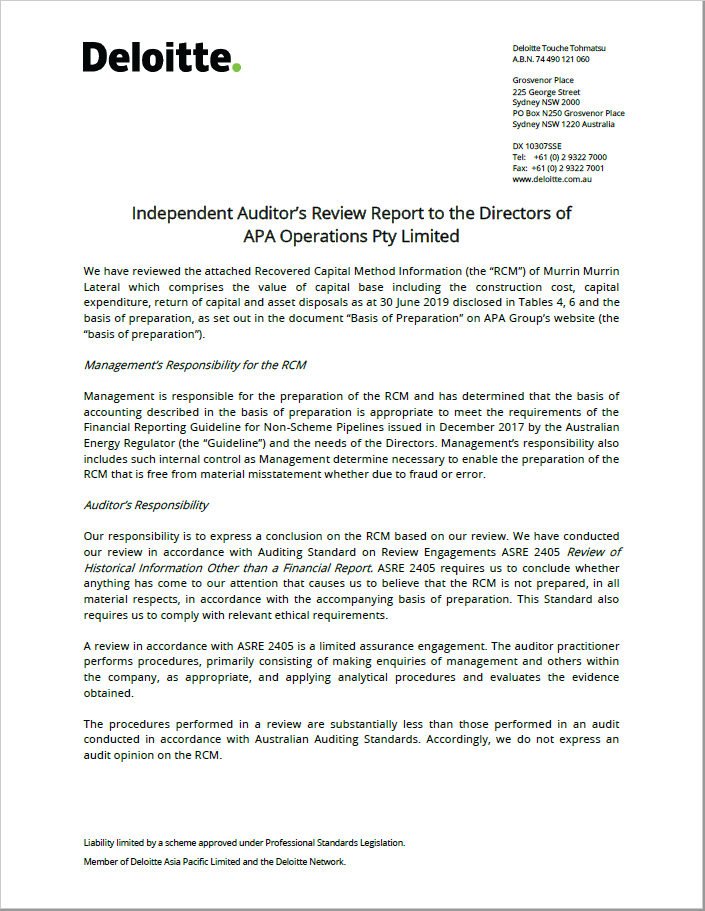 Deloitte.
Deloitte Touche Tohmatsu
A.B.N. 74 490 121 060
Grosvenor Place
225 George Street
Sydney NSW 2000
PO Box N250 Grosvenor Place
Sydney NSW 1220 Australia
DX 10307SSE
Tel: +61 (0) 2 9322 7000
Fax: +61 (0) 2 9322 7001
www.deloitte.com.au
Independent Auditor's Review Report to the Directors of
APA Operations Pty Limited
We have reviewed the attached Recovered Capital Method Information (the “RCM”) of Murrin Murrin
Lateral which comprises the value of capital base including the construction cost, capital
expenditure, return of capital and asset disposals as at 30 June 2019 disclosed in Tables 4, 6 and the
basis of preparation, as set out in the document “Basis of Preparation” on APA Group’s website (the
“basis of preparation”).
Management’s Responsibility for the RCM
Management is responsible for the preparation of the RCM and has determined that the basis of
accounting described in the basis of preparation is appropriate to meet the requirements of the
Financial Reporting Guideline for Non-Scheme Pipelines issued in December 2017 by the Australian
Energy Regulator (the “Guideline”) and the needs of the Directors. Management’s responsibility also
includes such internal control as Management determine necessary to enable the preparation of the
RCM that is free from material misstatement whether due to fraud or error.
Auditor’s Responsibility
Our responsibility is to express a conclusion on the RCM based on our review. We have conducted
our review in accordance with Auditing Standard on Review Engagements ASRE 2405 Review of
Historical Information Other than a Financial Report. ASRE 2405 requires us to conclude whether
anything has come to our attention that causes us to believe that the RCM is not prepared, in all
material respects, in accordance with the accompanying basis of preparation. This Standard also
requires us to comply with relevant ethical requirements.
A review in accordance with ASRE 2405 is a limited assurance engagement. The auditor practitioner
performs procedures, primarily consisting of making enquiries of management and others within
the company, as appropriate, and applying analytical procedures and evaluates the evidence
obtained.
The procedures performed in a review are substantially less than those performed in an audit
conducted in accordance with Australian Auditing Standards. Accordingly, we do not express an
audit opinion on the RCM.
Liability limited by a scheme approved under Professional Standards Legislation.
Member of Deloitte Asia Pacific Limited and the Deloitte Network.